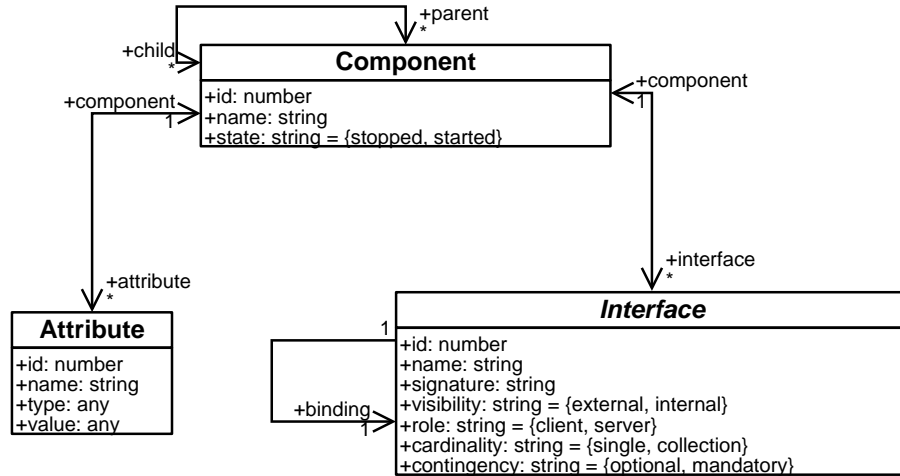 +parent
*
+child
*
Component
+id: number
+name: string
+state: string = {stopped, started}
+component
1
+component
1
+attribute
*
+interface
*
Attribute
+id: number
+name: string
+type: any
+value: any
Interface
1
+id: number
+name: string
+signature: string
+visibility: string = {external, internal}
+role: string = {client, server}
+cardinality: string = {single, collection}
+contingency: string = {optional, mandatory}
+binding
1